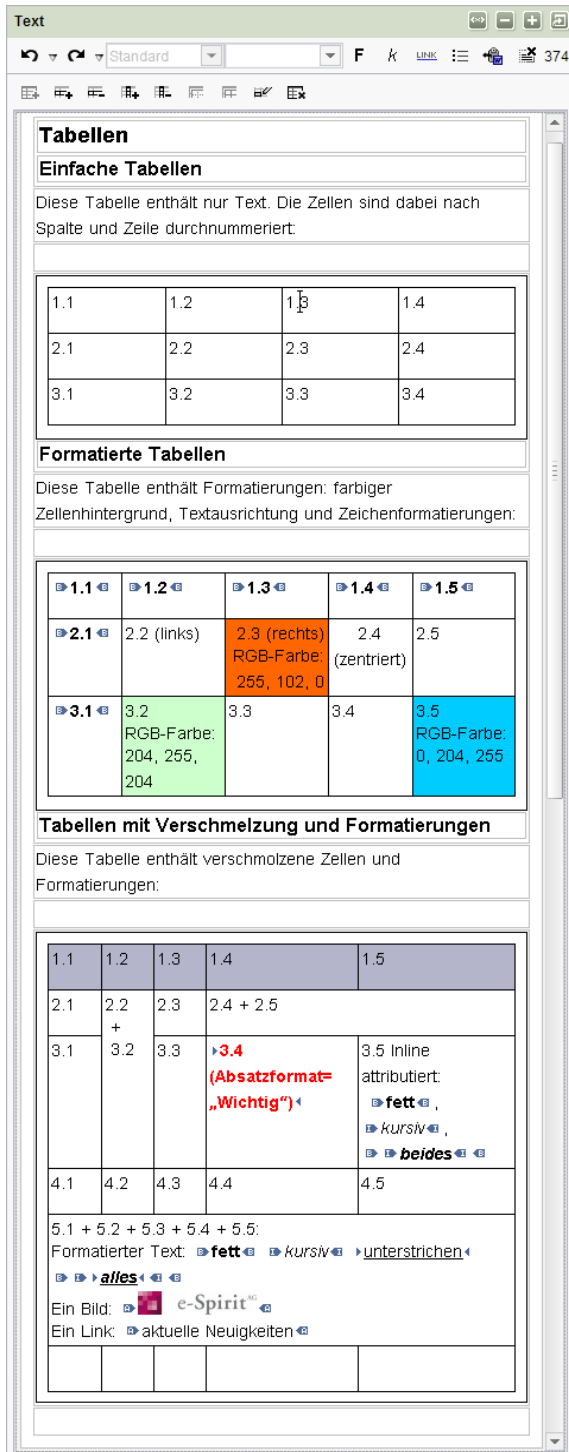 Text
Standard
F k LINK 374
Tabellen
Einfache Tabellen
Diese Tabelle enthält nur Text. Die Zellen sind dabei nach
Spalte und Zeile durchnummeriert:
1.1 1.2 1.3 1.4
2.1 2.2 2.3 2.4
3.1 3.2 3.3 3.4
Formatierte Tabellen
Diese Tabelle enthält Formatierungen: farbiger
Zellenhintergrund, Textausrichtung und Zeichenformatierungen:
1.1 1.2 1.3 1.4 1.5
2.1
2.2 (links)
2.3 (rechts)
RGB-Farbe:
255, 102, 0
2.4
(zentriert)
2.5
3.1
3.2
RGB-Farbe:
204, 255,
204
3.3
3.4
3.5
RGB-Farbe:
0, 204, 255
Tabellen mit Verschmelzung und Formatierungen
Diese Tabelle enthält verschmolzene Zellen und
Formatierungen:
1.1 1.2 1.3 1.4 1.5
2.1
2.2
+
3.2
2.3
2.4 + 2.5
3.1
3.3
3.4
(Absatzformat=
„Wichtig“)
3.5 Inline
attributiert:
fett ,
kursiv ,
beides
4.1 4.2 4.3 4.4 4.5
5.1 + 5.2 + 5.3 + 5.4 + 5.5:
Formatierter Text: fett kursiv unterstrichen
alles
Ein Bild: e-Spirit AG
Ein Link: aktuelle Neuigkeiten